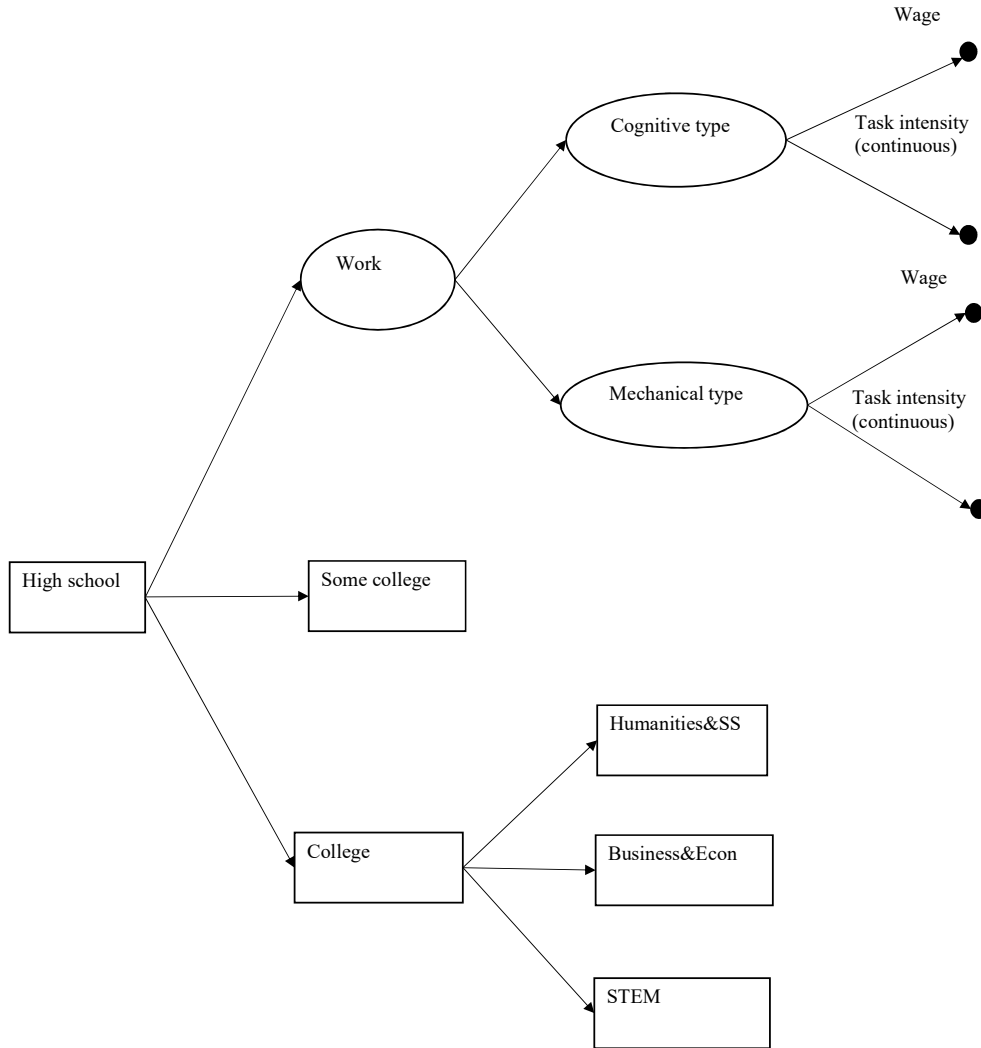 Wage
Cognitive type
Task intensity
(continuous)
Work
Wage
Mechanical type
Task intensity
(continuous)
High school
Some college
Humanities&SS
College
Business&Econ
STEM